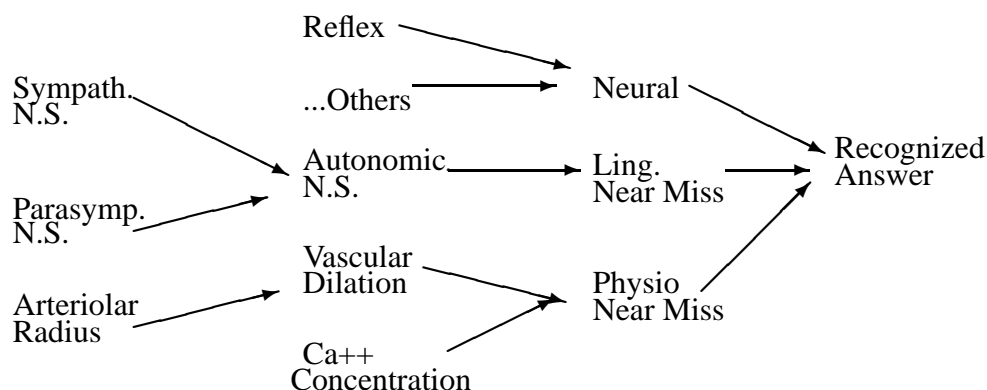 Reflex
Sympath.
N.S.
...Others
Neural
Autonomic
N.S.
Ling.
Near Miss
Recognized
Answer
Parasymp.
N.S.
Vascular
Dilation
Arteriolar
Radius
Physio
Near Miss
Ca++
Concentration